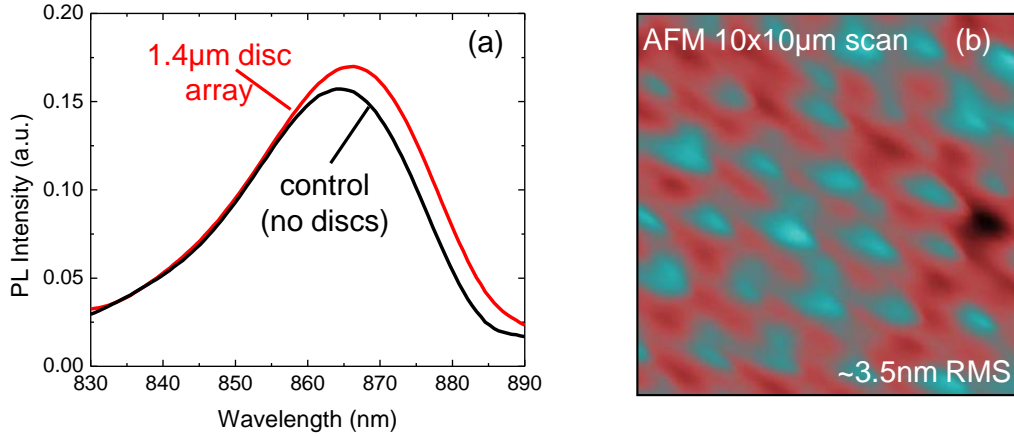 (a)
1.4µm disc
array
control
(no discs)
PL Intensity (a.u.)
0.20
0.15
0.10
0.05
0.00
830 840 850 860 870 880 890
Wavelength (nm)
AFM 10x10µm scan (b)
~3.5nm RMS